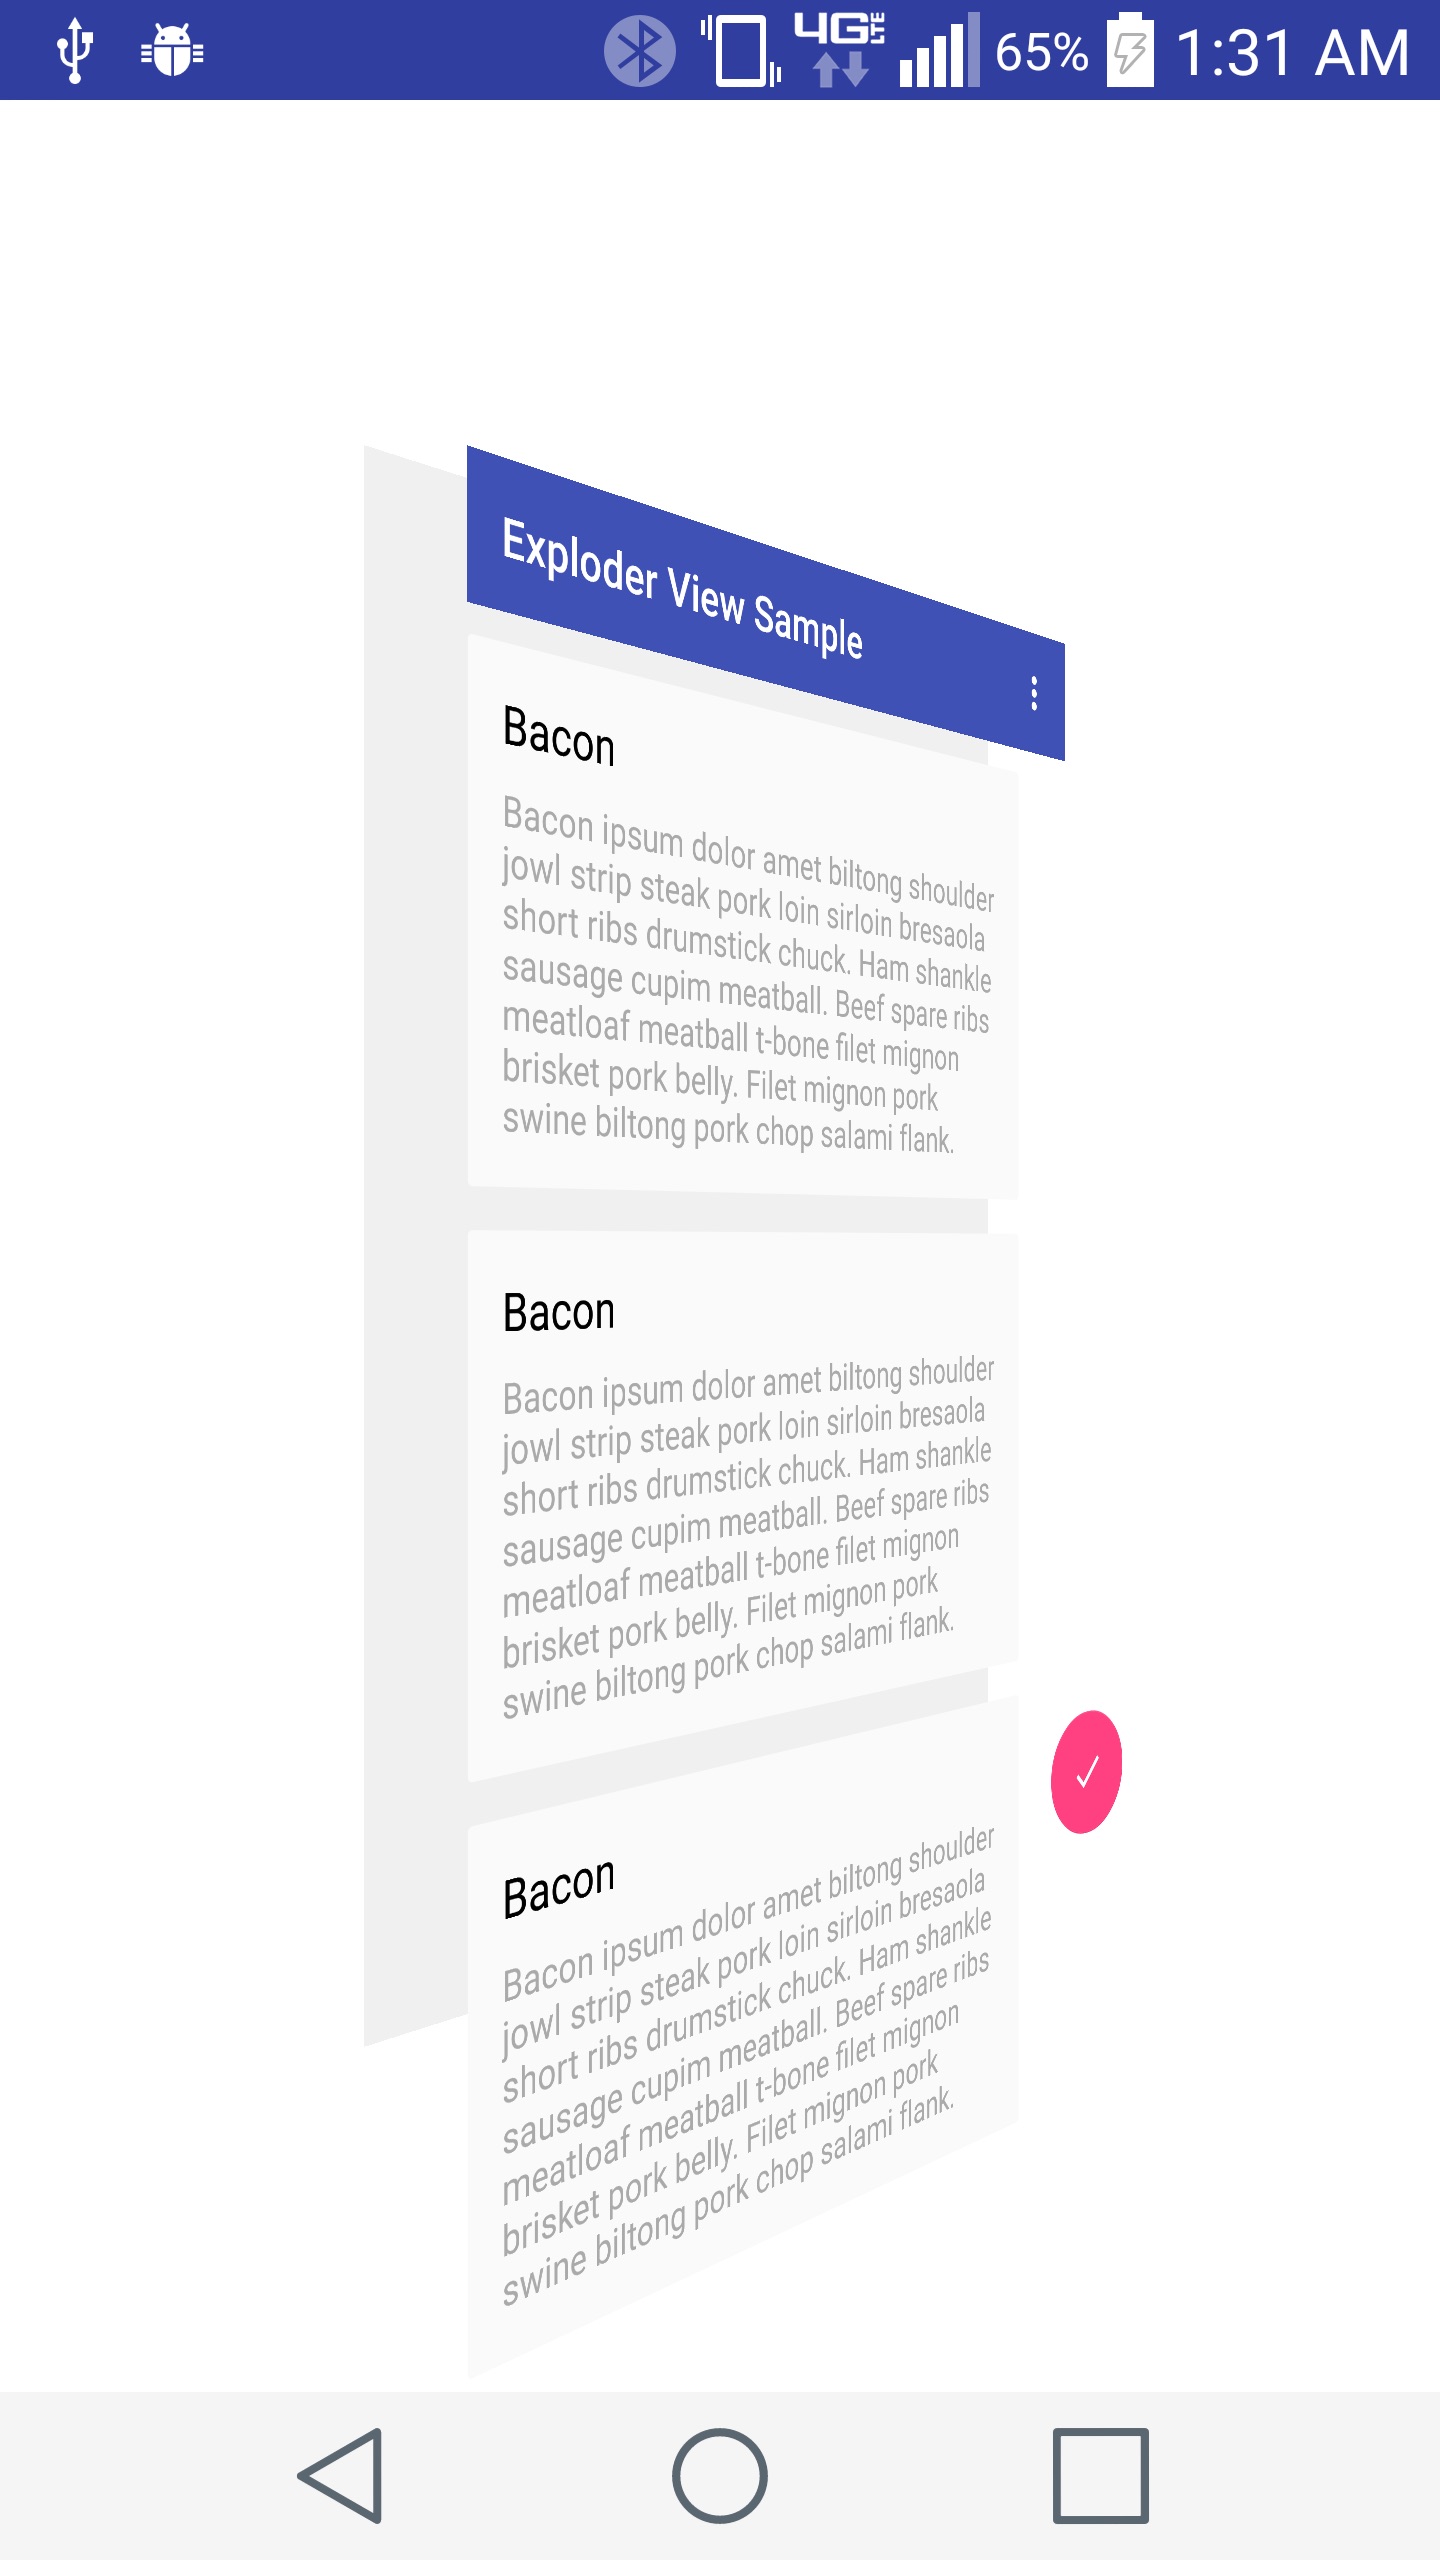 4G LTE 65% 1:31 AM
Exploder View Sample
Bacon
Bacon ipsum dolor amet biltong shoulder
jowl strip steak pork loin sirloin bresaola
short ribs drumstick chuck. Ham shankle
sausage cupim meatball. Beef spare ribs
meatloaf meatball t-bone filet mignon
brisket pork belly. Filet mignon pork
swine biltong pork chop salami flank.
Bacon
Bacon ipsum dolor amet biltong shoulder
jowl strip steak pork loin sirloin bresaola
short ribs drumstick chuck. Ham shankle
sausage cupim meatball. Beef spare ribs
meatloaf meatball t-bone filet mignon
brisket pork belly. Filet mignon pork
swine biltong pork chop salami flank.
Bacon
Bacon ipsum dolor amet biltong shoulder
jowl strip steak pork loin sirloin bresaola
short ribs drumstick chuck. Ham shankle
sausage cupim meatball. Beef spare ribs
meatloaf meatball t-bone filet mignon
brisket pork belly. Filet mignon pork
swine biltong pork chop salami flank.